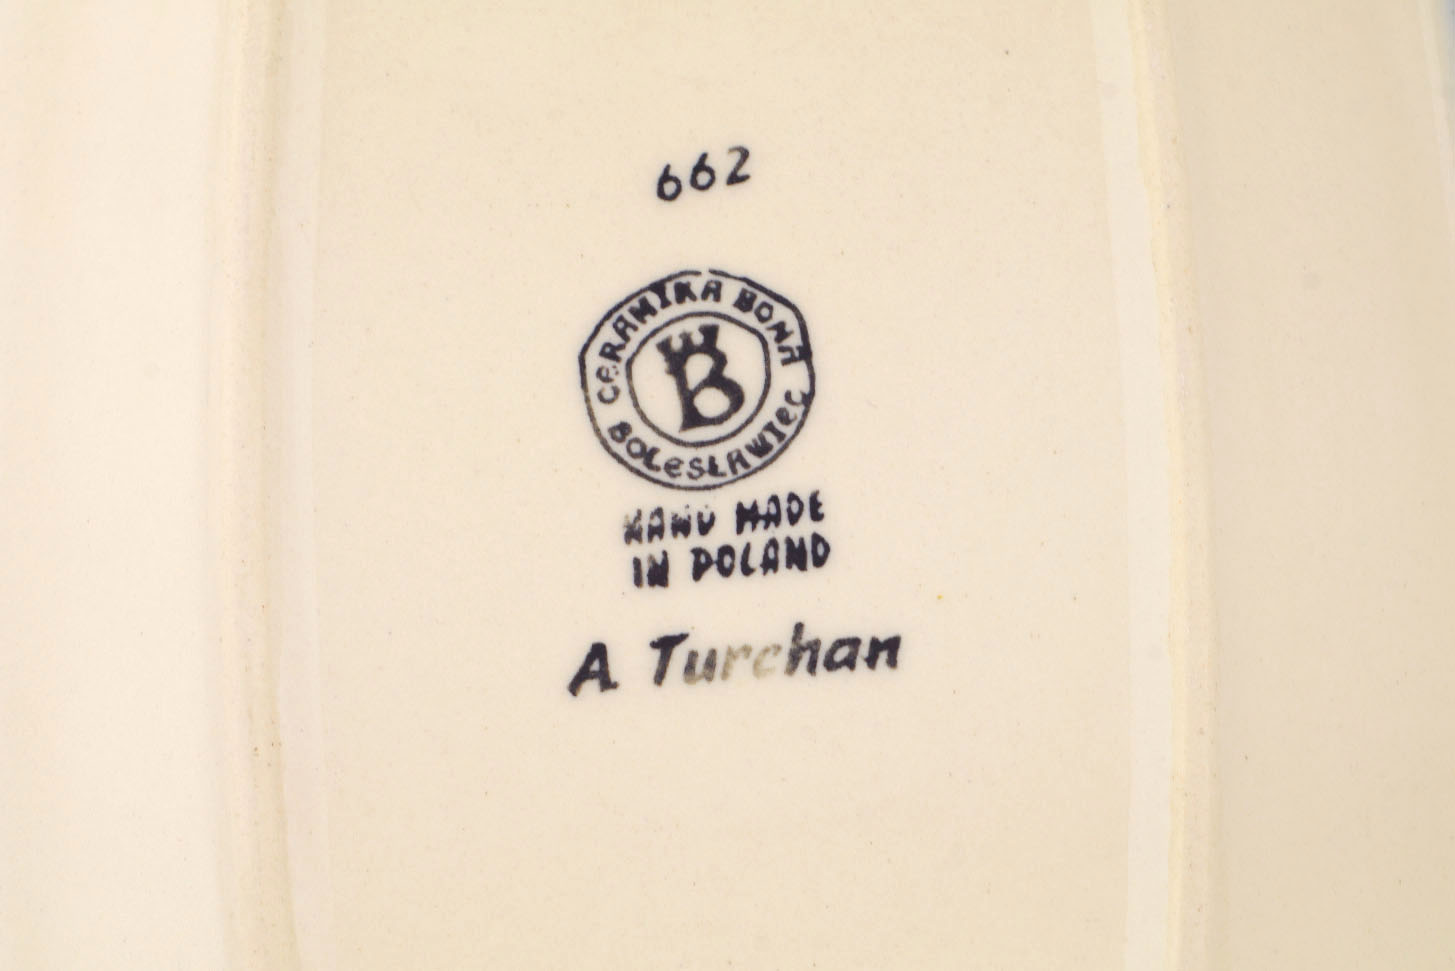 662
CERAMIKA BONA
B
BOLESŁAWIEC
HAND MADE
IN POLAND
A Turchan